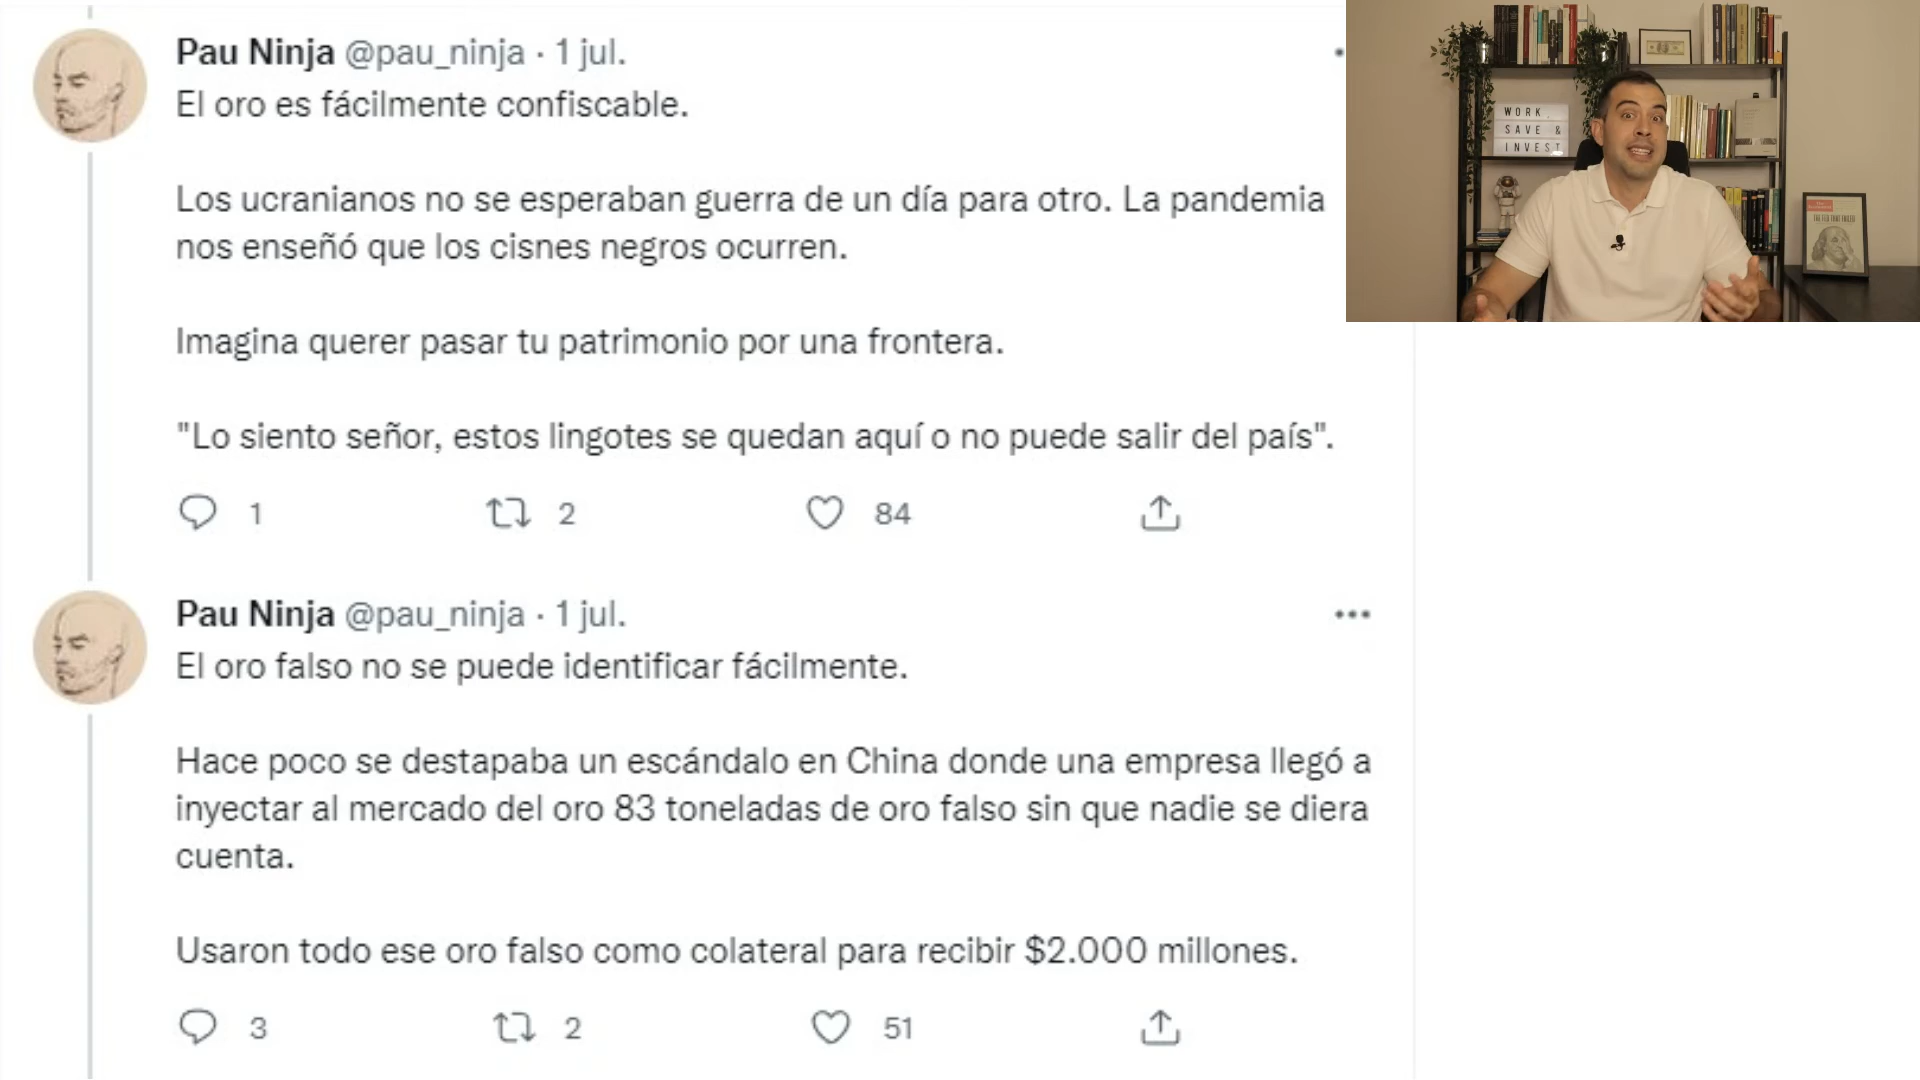 Pau Ninja @pau_ninja · 1 jul.
El oro es fácilmente confiscable.
Los ucranianos no se esperaban guerra de un día para otro. La pandemia
nos enseñó que los cisnes negros ocurren.
Imagina querer pasar tu patrimonio por una frontera.
"Lo siento señor, estos lingotes se quedan aquí o no puede salir del país".
1 2 84
Pau Ninja @pau_ninja · 1 jul.
El oro falso no se puede identificar fácilmente.
Hace poco se destapaba un escándalo en China donde una empresa llegó a
inyectar al mercado del oro 83 toneladas de oro falso sin que nadie se diera
cuenta.
Usaron todo ese oro falso como colateral para recibir $2.000 millones.
3 2 51
WORK
SAVE &
INVEST